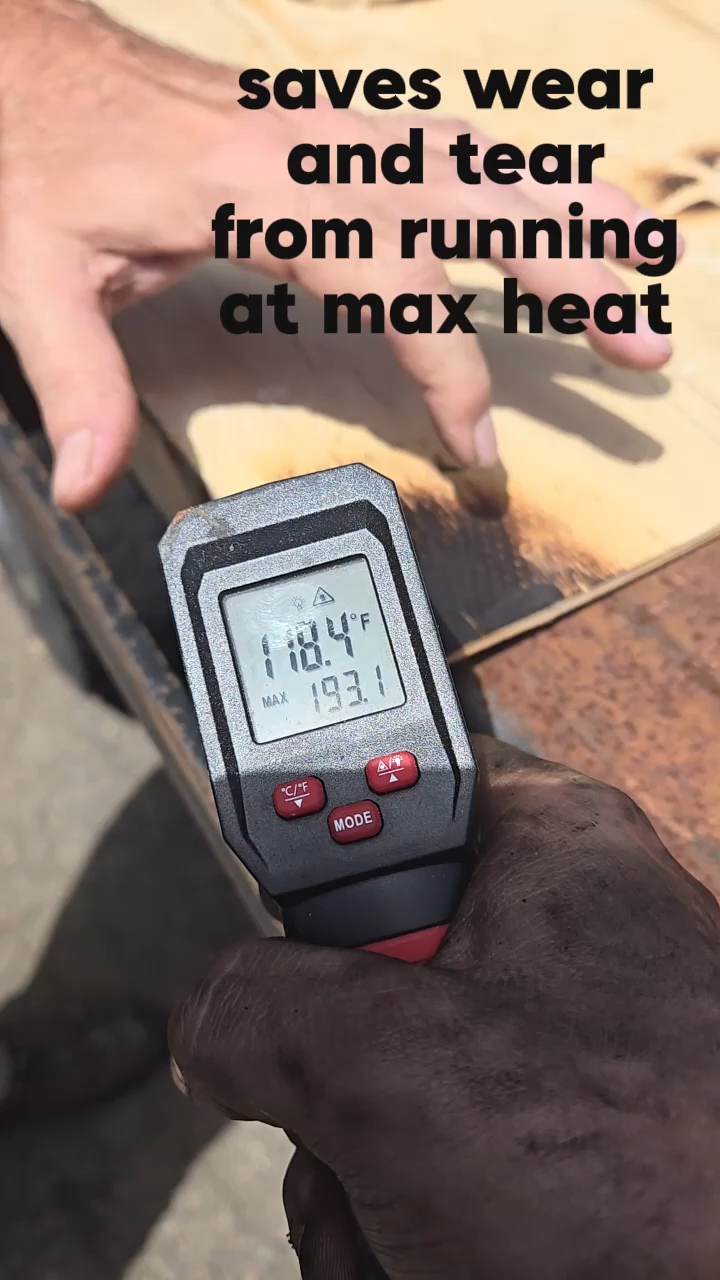 saves wear
and tear
from running
at max heat
118.4°F
MAX 193.1
°C/°F
MODE